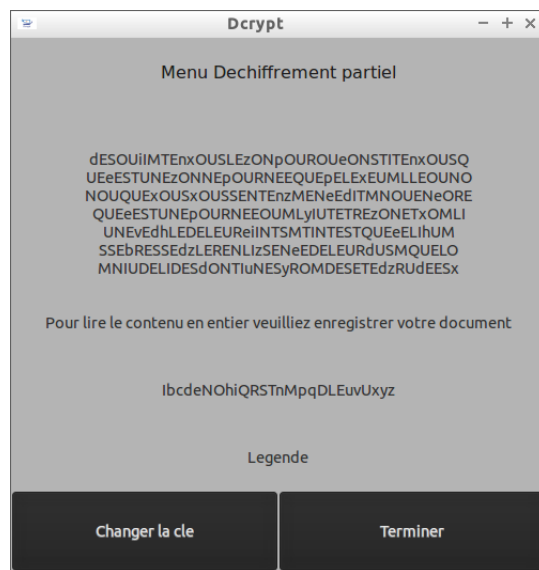 Dcrypt
Menu Dechiffrement partiel
dESOUiIMTEnxOUSLEzONpOUROUeONSTITEnxOUSQ
UEeESTUNEzONNEpOURNEEQUEpELExEUMLLEOUNO
NOUQUExOUSxOUSSENTEnzMENeEdITMNOUENeORE
QUEeESTUNEpOURNEEOUMLyIUTETREzONETxOMLI
UNEvEdhLEDELEUReiINTSMTINTESTQUEeELIhUM
SSEbRESSEdzLERENLIzSENeEDELEURdUSMQUELO
MNIUDELIDESdONTIuNESyROMDESETEdzRUdEESx
Pour lire le contenu en entier veuilliez enregistrer votre document
IbcdeNOhiQRSTnMpqDLEuvUxyz
Legende
Changer la cle
Terminer